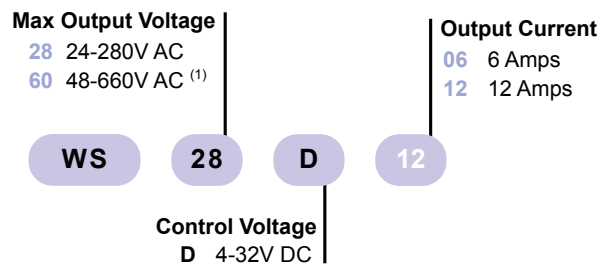 Max Output Voltage
28 24-280V AC
60 48-660V AC (1)
Output Current
06 6 Amps
12 12 Amps
WS 28 D 12
Control Voltage
D 4-32V DC